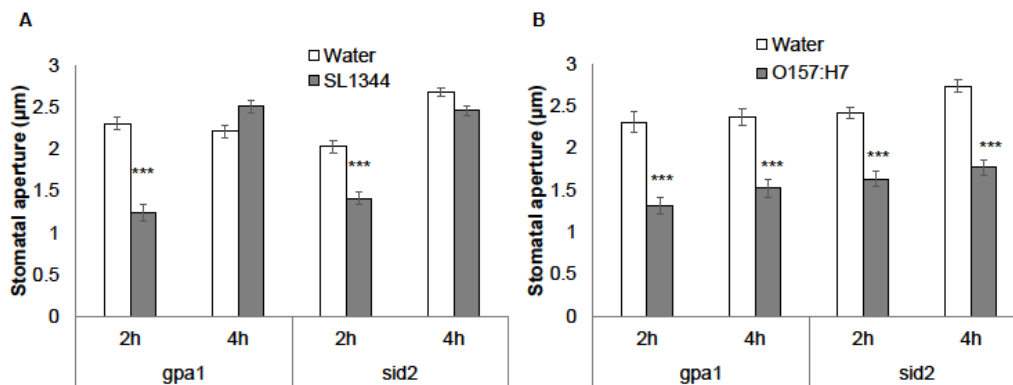 A
Water
SL1344
Stomatal aperture (µm)
3
2.5
2
1.5
1
0.5
0
***
***
2h 4h 2h 4h
gpa1 sid2
B
Water
O157:H7
Stomatal aperture (µm)
3
2.5
2
1.5
1
0.5
0
***
***
***
***
2h 4h 2h 4h
gpa1 sid2